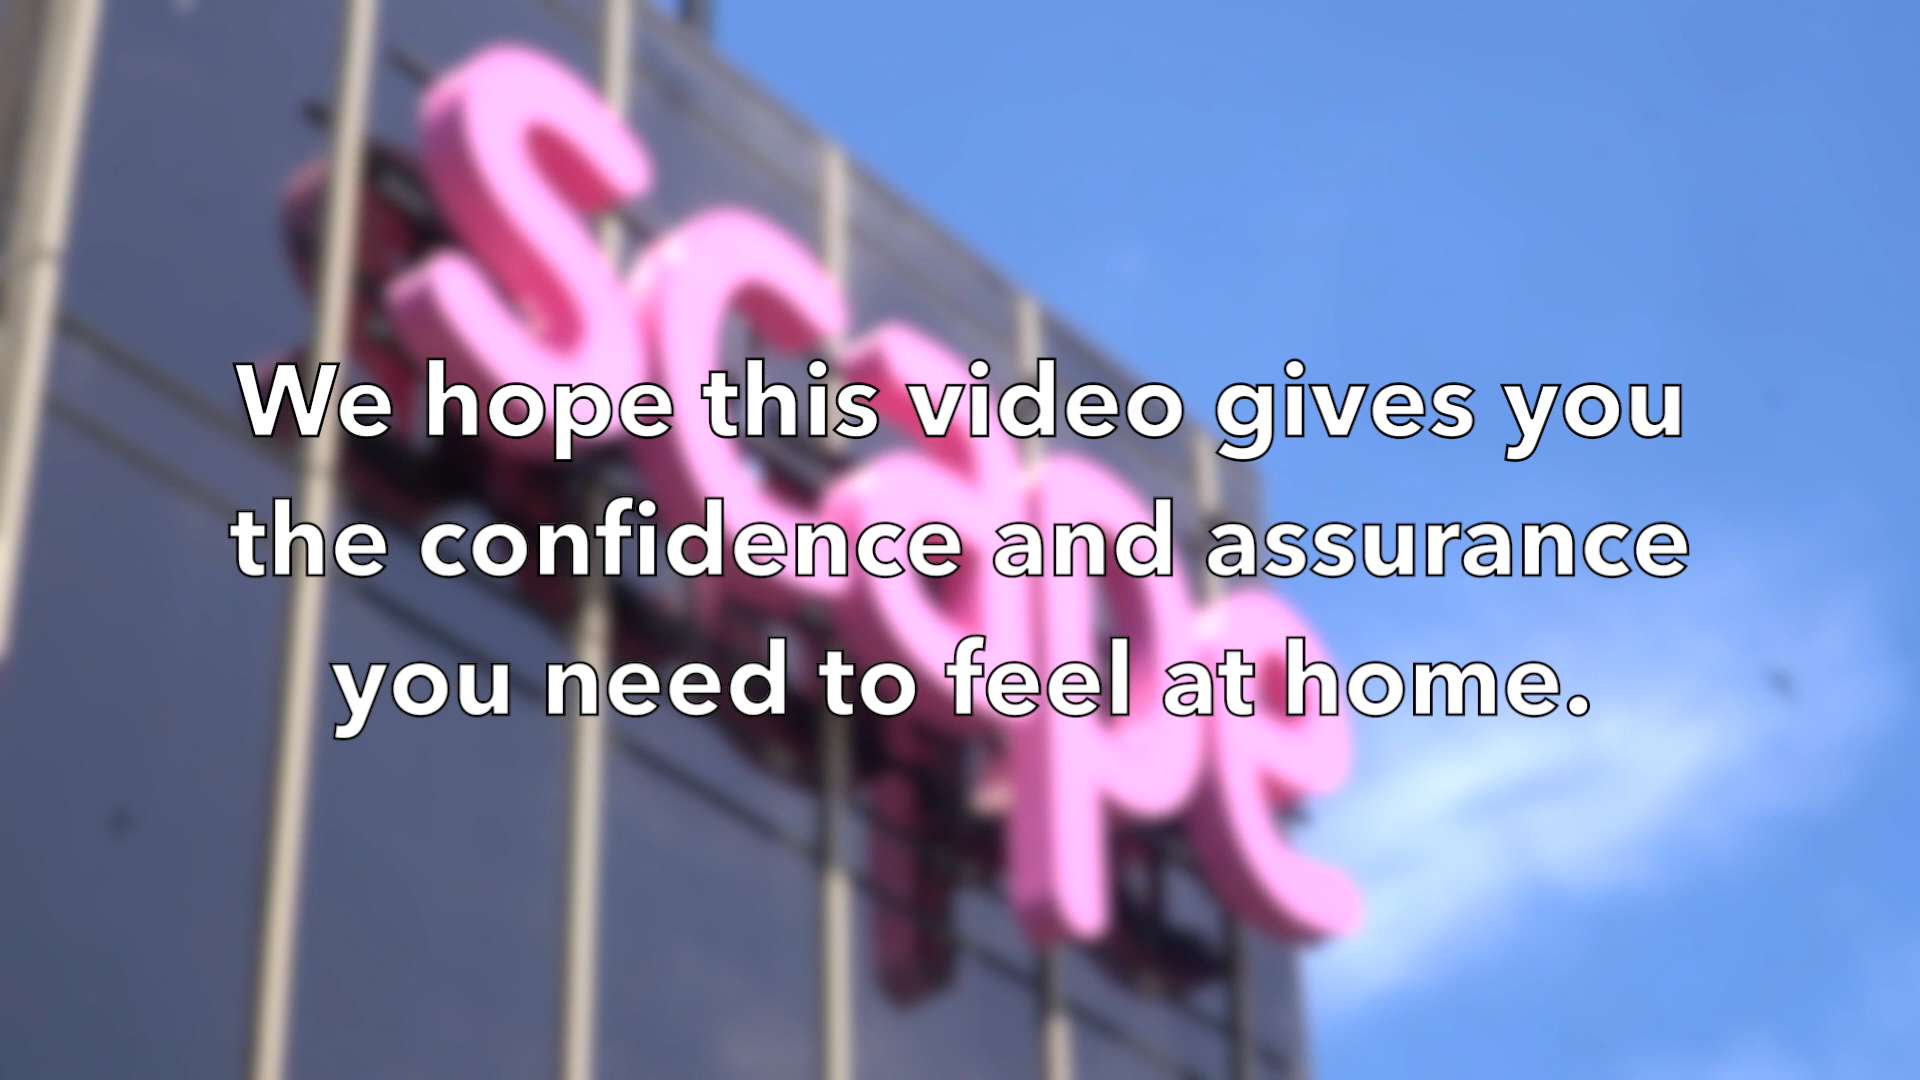 scape
We hope this video gives you
the confidence and assurance
you need to feel at home.